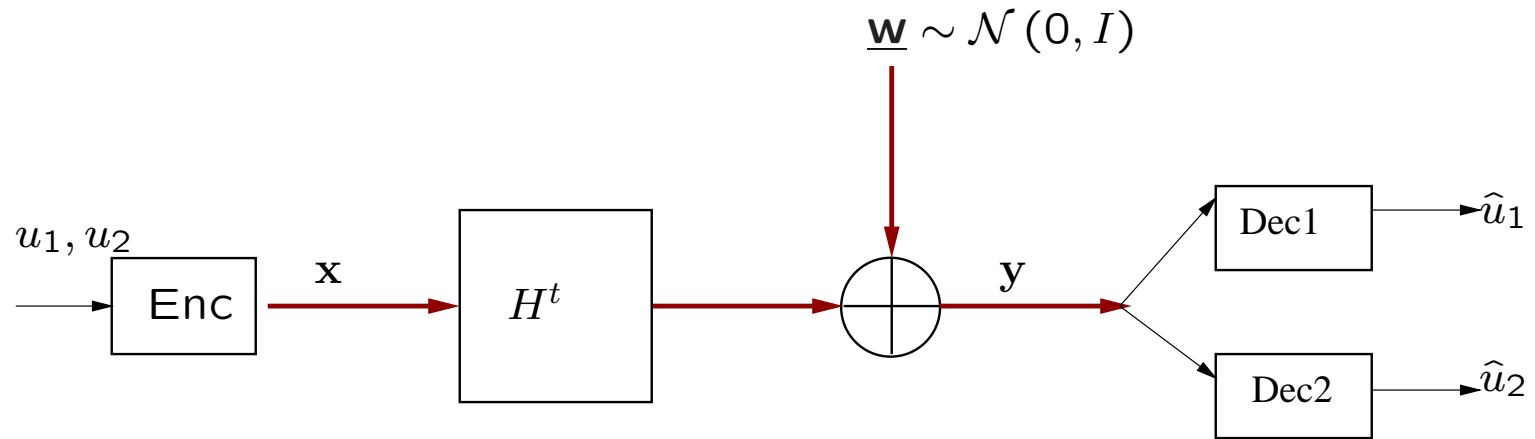 w ∼ 𝒩(0, I)
u₁, u₂
Enc
x
Hᵗ
y
Dec1
û₁
Dec2
û₂